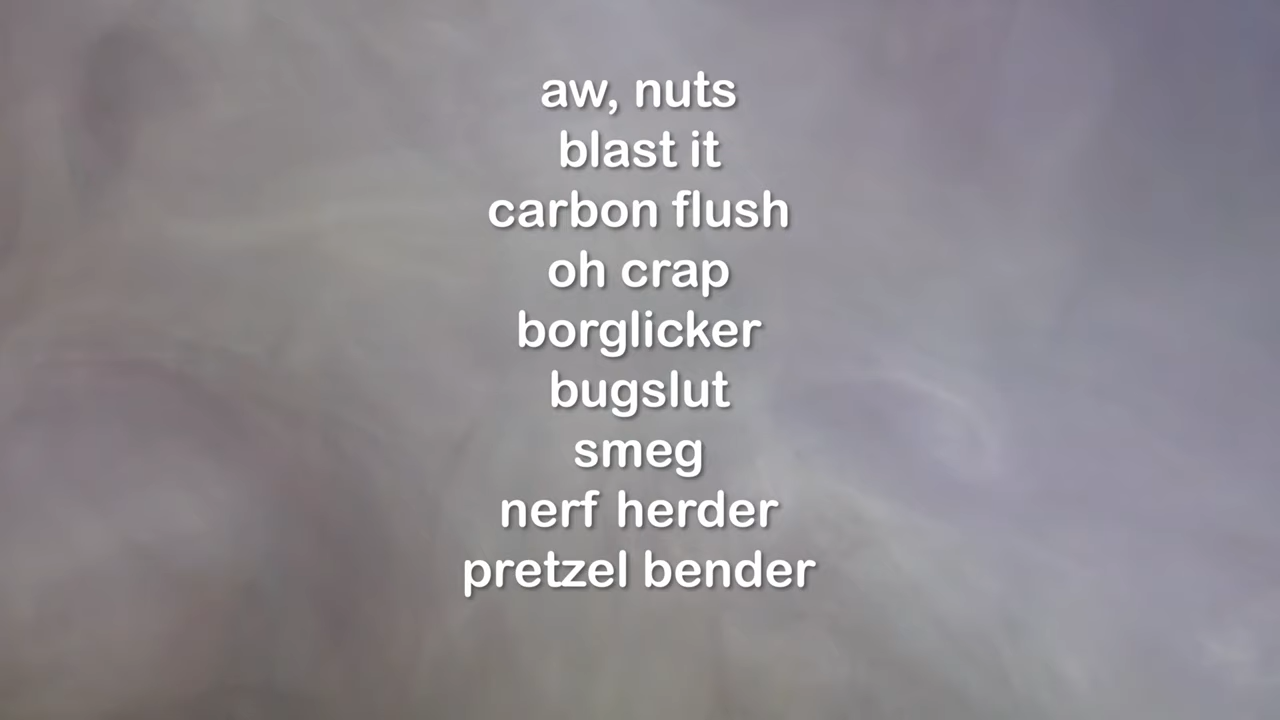 aw, nuts
blast it
carbon flush
oh crap
borglicker
bugslut
smeg
nerf herder
pretzel bender